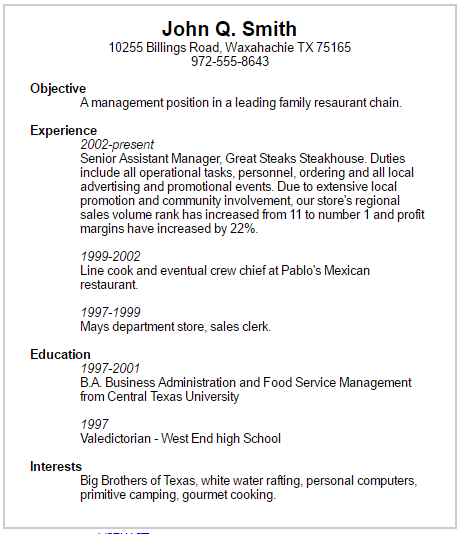 John Q. Smith
10255 Billings Road, Waxahachie TX 75165
972-555-8643
Objective
A management position in a leading family resaurant chain.
Experience
2002-present
Senior Assistant Manager, Great Steaks Steakhouse. Duties
include all operational tasks, personnel, ordering and all local
advertising and promotional events. Due to extensive local
promotion and community involvement, our store's regional
sales volume rank has increased from 11 to number 1 and profit
margins have increased by 22%.
1999-2002
Line cook and eventual crew chief at Pablo's Mexican
restaurant.
1997-1999
Mays department store, sales clerk.
Education
1997-2001
B.A. Business Administration and Food Service Management
from Central Texas University
1997
Valedictorian - West End high School
Interests
Big Brothers of Texas, white water rafting, personal computers,
primitive camping, gourmet cooking.